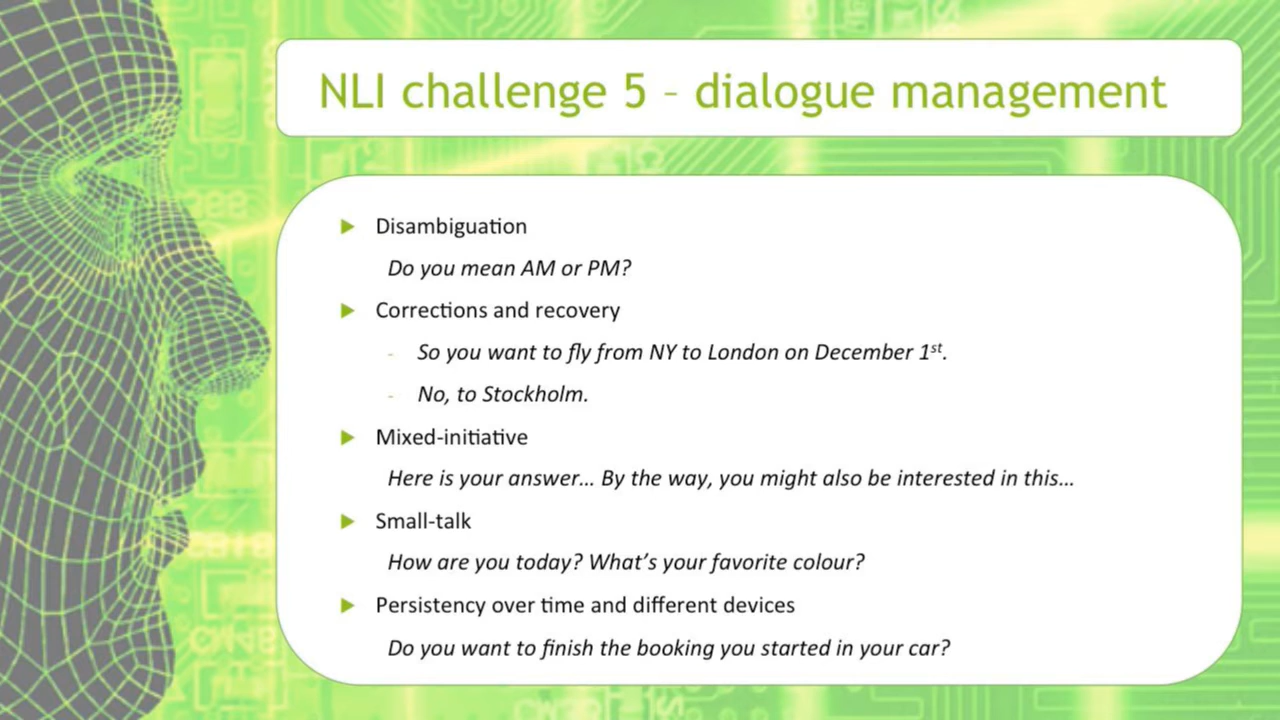 NLI challenge 5 – dialogue management
Disambiguation
Do you mean AM or PM?
Corrections and recovery
- So you want to fly from NY to London on December 1st.
- No, to Stockholm.
Mixed-initiative
Here is your answer... By the way, you might also be interested in this...
Small-talk
How are you today? What's your favorite colour?
Persistency over time and different devices
Do you want to finish the booking you started in your car?